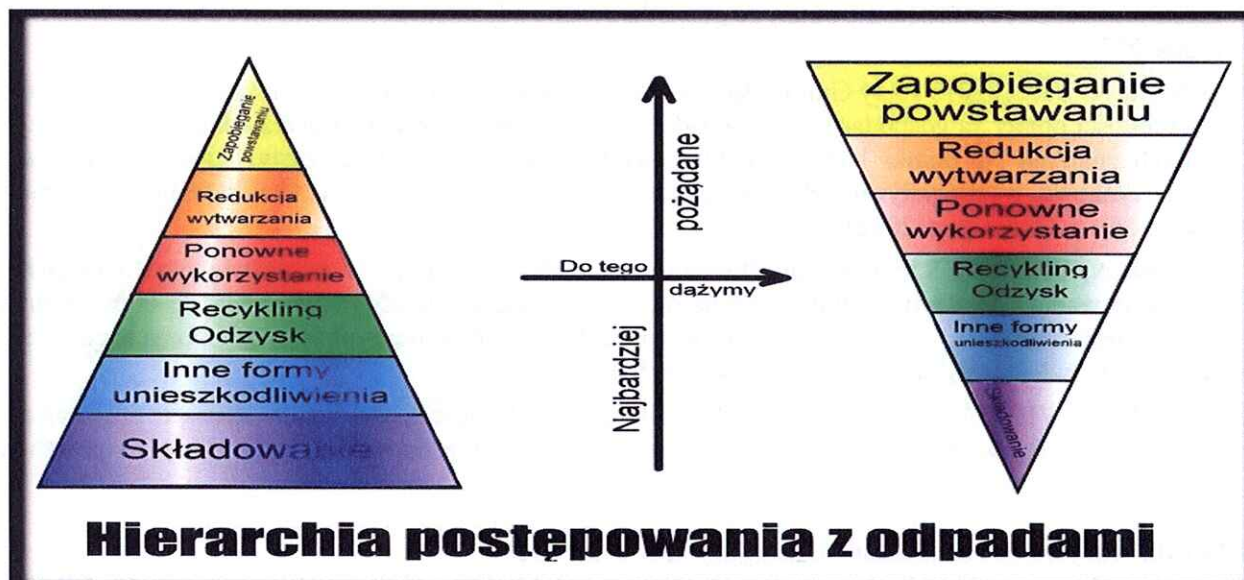 Zapobieganie
powstawaniu
Redukcja
wytwarzania
Ponowne
wykorzystanie
Recykling
Odzysk
Inne formy
unieszkodliwienia
Składowanie
Najbardziej pożądane
Do tego
dążymy
Zapobieganie
powstawaniu
Redukcja
wytwarzania
Ponowne
wykorzystanie
Recykling
Odzysk
Inne formy
unieszkodliwienia
Składowanie
Hierarchia postępowania z odpadami